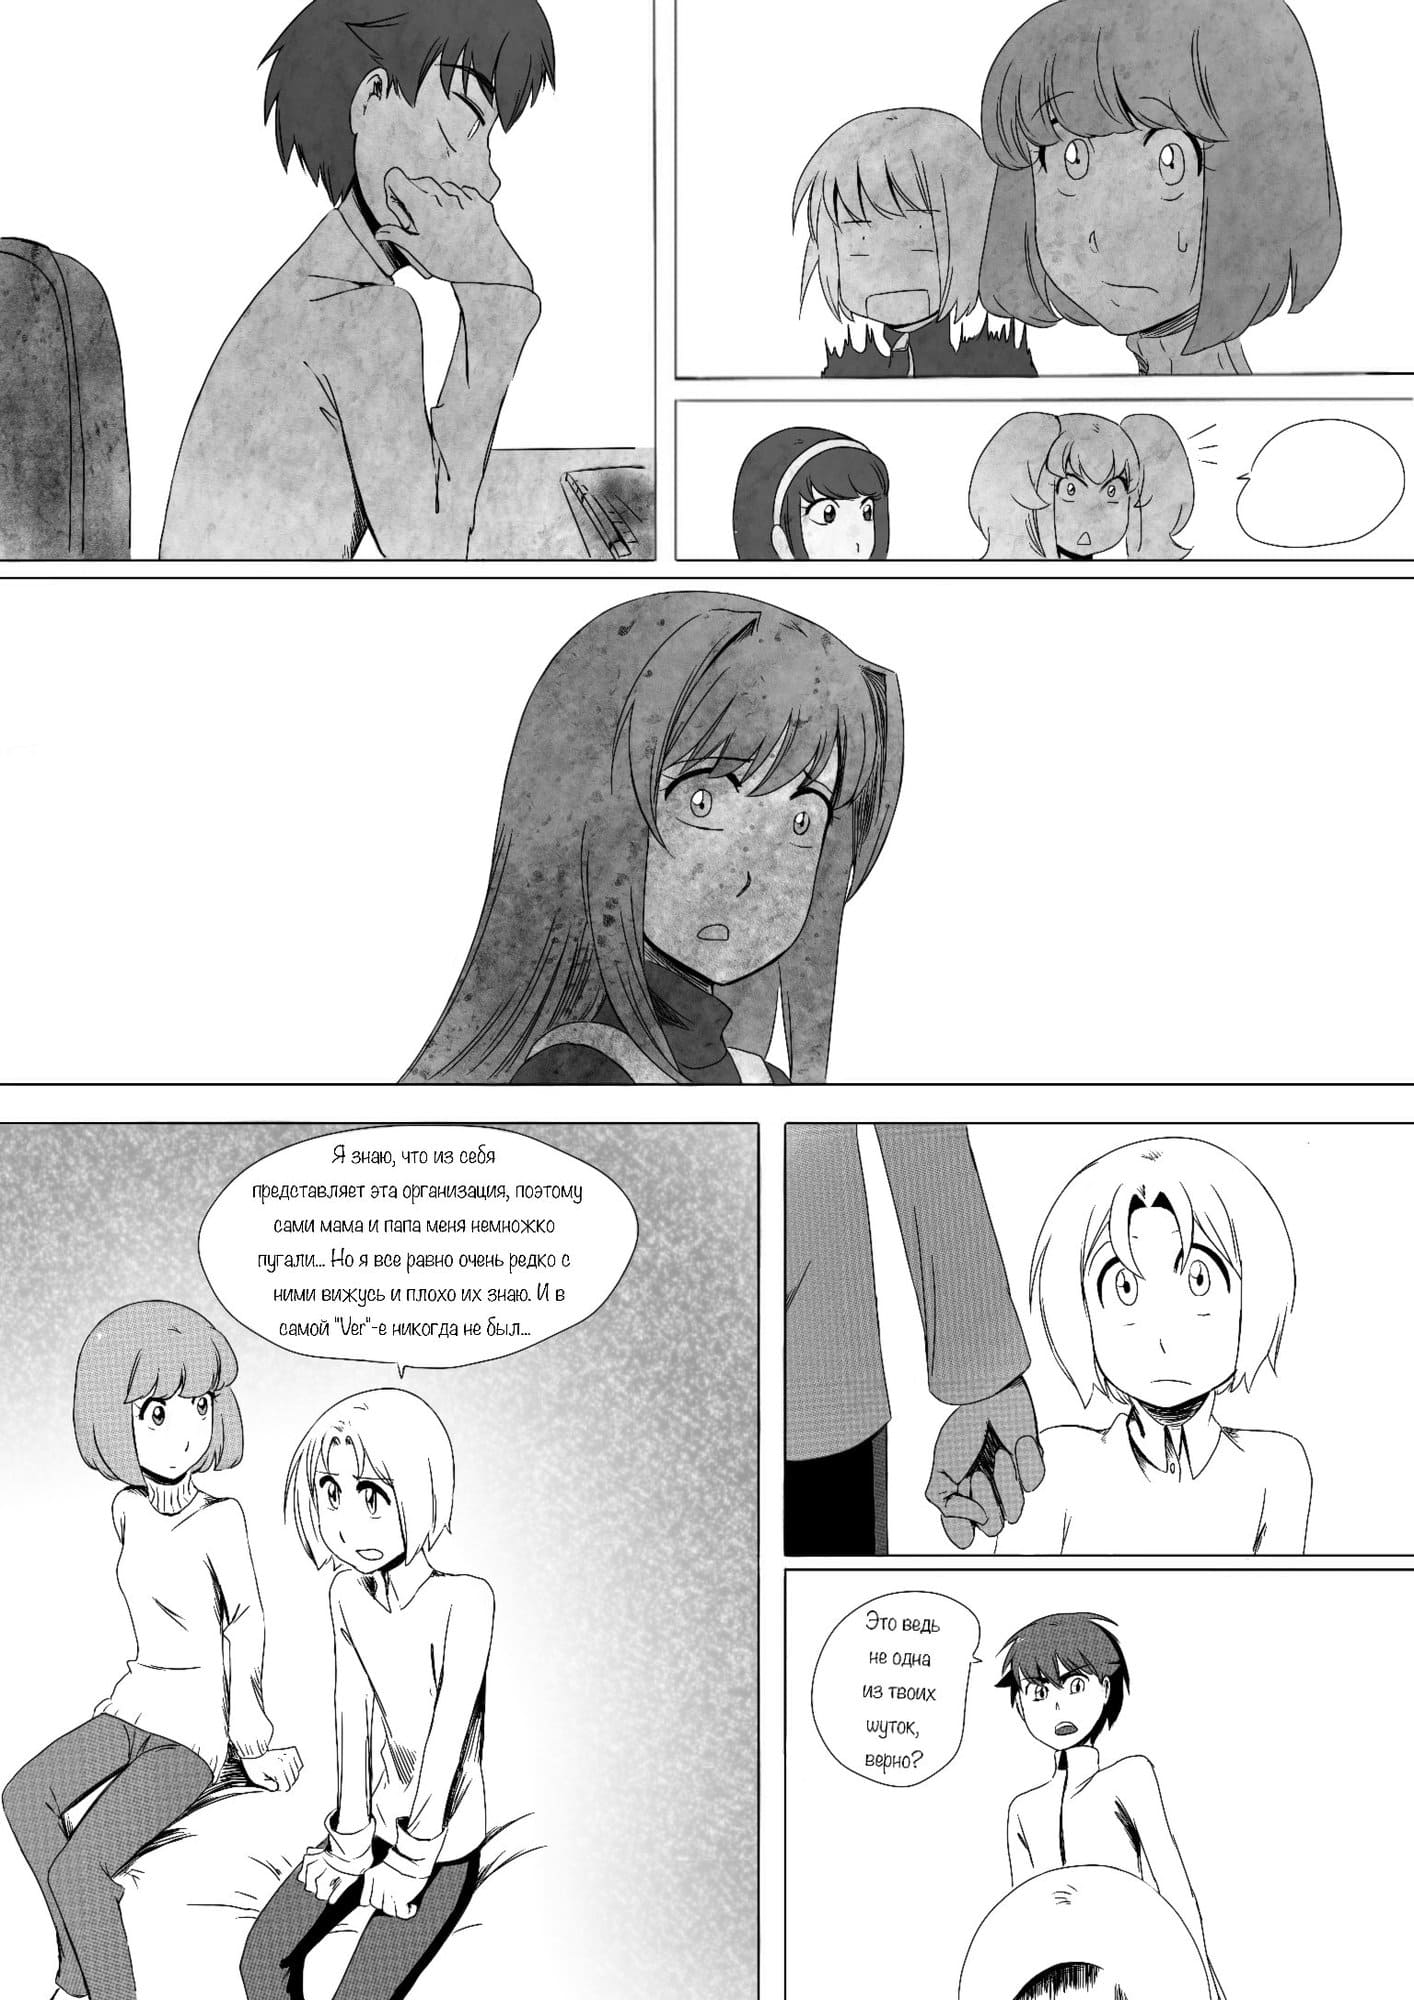 Я знаю, что из себя
представляет эта организация, поэтому
сами мама и папа меня немножко
пугали... Но я все равно очень редко с
ними вижусь и плохо их знаю. И в
самой "Ver"-е никогда не был...
Это ведь
не одна
из твоих
шуток,
верно?